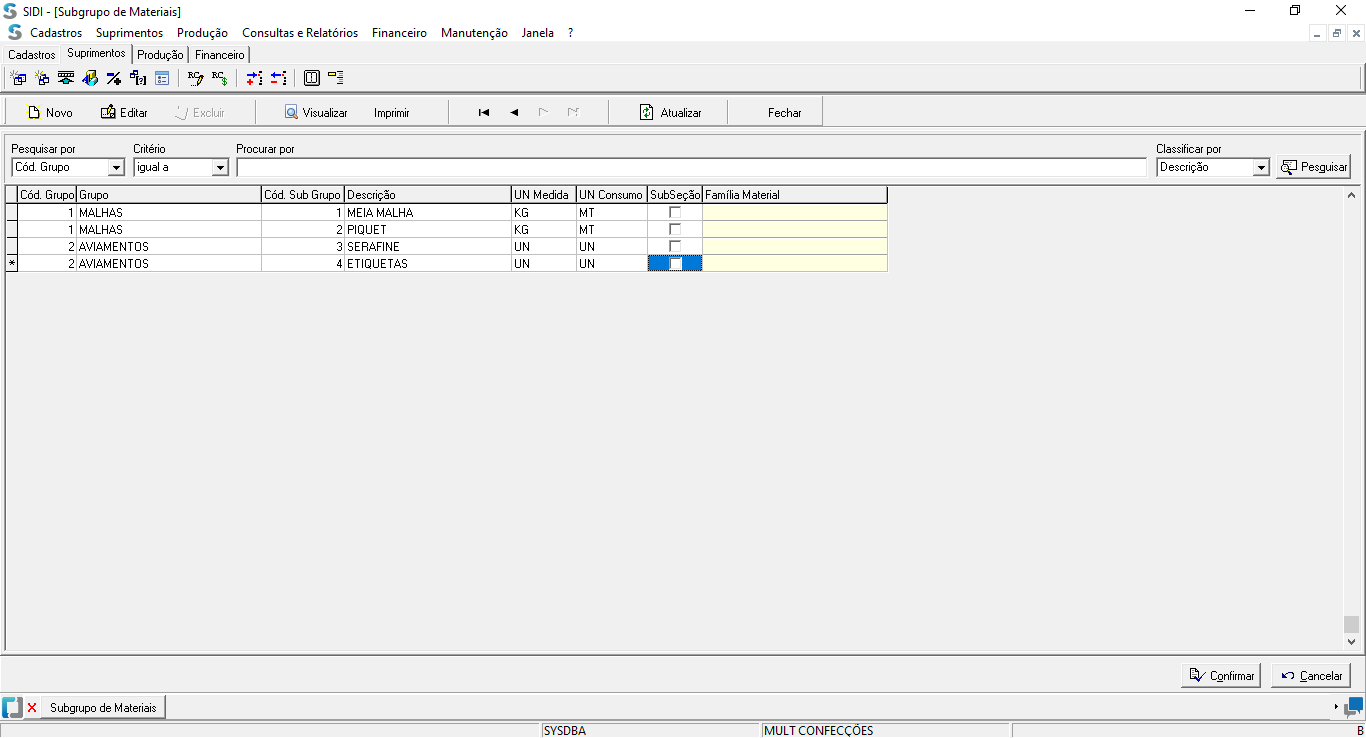 SIDI - [Subgrupo de Materiais]
Cadastros Suprimentos Produção Consultas e Relatórios Financeiro Manutenção Janela ?
Cadastros Suprimentos Produção Financeiro
Novo Editar Excluir Visualizar Imprimir Atualizar Fechar
Pesquisar por Critério Procurar por Classificar por
Cód. Grupo igual a Descrição Pesquisar
Cód. Grupo Grupo Cód. Sub Grupo Descrição UN Medida UN Consumo SubSeção Família Material
1 MALHAS 1 MEIA MALHA KG MT
1 MALHAS 2 PIQUET KG MT
2 AVIAMENTOS 3 SERAFINE UN UN
* 2 AVIAMENTOS 4 ETIQUETAS UN UN
Confirmar Cancelar
Subgrupo de Materiais
SYSDBA MULT CONFECÇÕES B